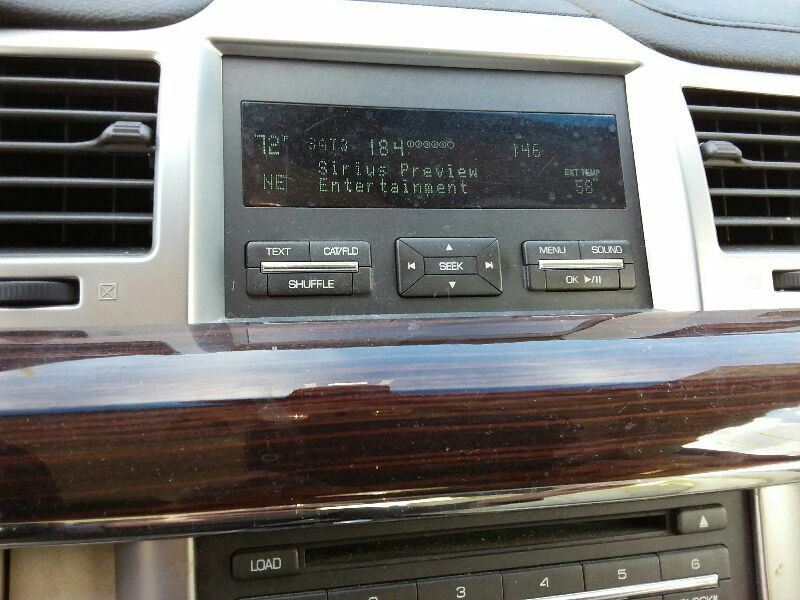 72° SAT3 184 146
Sirius Preview
EXT TEMP
NE Entertainment 58°
TEXT CAT/FLD
SHUFFLE
SEEK
MENU SOUND
OK ▶/II
LOAD
2 3 4 5 6